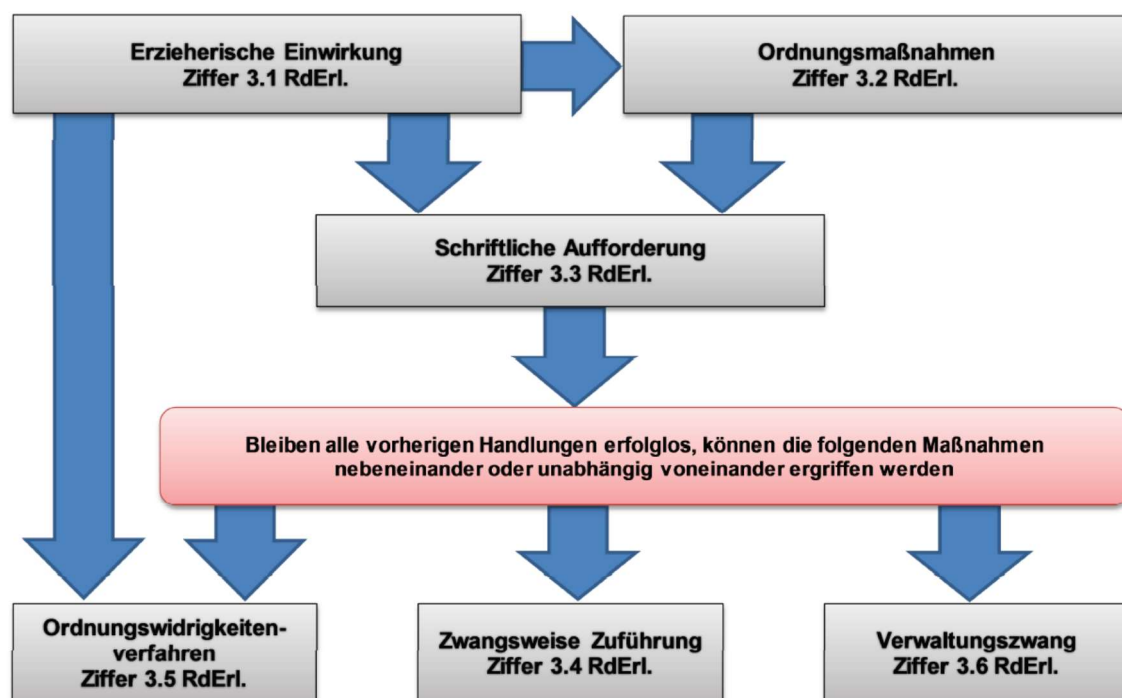 Erzieherische Einwirkung
Ziffer 3.1 RdErl.
Ordnungsmaßnahmen
Ziffer 3.2 RdErl.
Schriftliche Aufforderung
Ziffer 3.3 RdErl.
Bleiben alle vorherigen Handlungen erfolglos, können die folgenden Maßnahmen
nebeneinander oder unabhängig voneinander ergriffen werden
Ordnungswidrigkeiten-
verfahren
Ziffer 3.5 RdErl.
Zwangsweise Zuführung
Ziffer 3.4 RdErl.
Verwaltungszwang
Ziffer 3.6 RdErl.